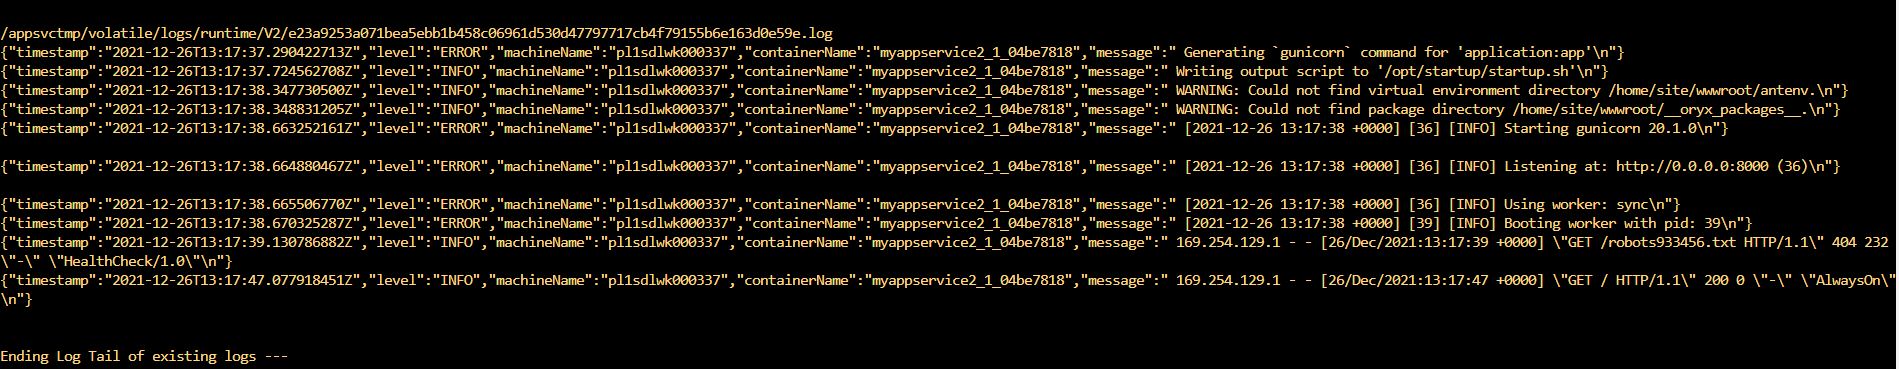 /appsvctmp/volatile/logs/runtime/V2/e23a9253a071bea5ebb1b458c06961d530d47797717cb4f79155b6e163d0e59e.log
{"timestamp":"2021-12-26T13:17:37.290422713Z","level":"ERROR","machineName":"pl1sdlwk000337","containerName":"myappservice2_1_04be7818","message":" Generating `gunicorn` command for 'application:app'\n"}
{"timestamp":"2021-12-26T13:17:37.724562708Z","level":"INFO","machineName":"pl1sdlwk000337","containerName":"myappservice2_1_04be7818","message":" Writing output script to '/opt/startup/startup.sh'\n"}
{"timestamp":"2021-12-26T13:17:38.347730500Z","level":"INFO","machineName":"pl1sdlwk000337","containerName":"myappservice2_1_04be7818","message":" WARNING: Could not find virtual environment directory /home/site/wwwroot/antenv.\n"}
{"timestamp":"2021-12-26T13:17:38.348831205Z","level":"INFO","machineName":"pl1sdlwk000337","containerName":"myappservice2_1_04be7818","message":" WARNING: Could not find package directory /home/site/wwwroot/__oryx_packages__.\n"}
{"timestamp":"2021-12-26T13:17:38.663252161Z","level":"ERROR","machineName":"pl1sdlwk000337","containerName":"myappservice2_1_04be7818","message":" [2021-12-26 13:17:38 +0000] [36] [INFO] Starting gunicorn 20.1.0\n"}
{"timestamp":"2021-12-26T13:17:38.664880467Z","level":"ERROR","machineName":"pl1sdlwk000337","containerName":"myappservice2_1_04be7818","message":" [2021-12-26 13:17:38 +0000] [36] [INFO] Listening at: http://0.0.0.0:8000 (36)\n"}
{"timestamp":"2021-12-26T13:17:38.665506770Z","level":"ERROR","machineName":"pl1sdlwk000337","containerName":"myappservice2_1_04be7818","message":" [2021-12-26 13:17:38 +0000] [36] [INFO] Using worker: sync\n"}
{"timestamp":"2021-12-26T13:17:38.670325287Z","level":"ERROR","machineName":"pl1sdlwk000337","containerName":"myappservice2_1_04be7818","message":" [2021-12-26 13:17:38 +0000] [39] [INFO] Booting worker with pid: 39\n"}
{"timestamp":"2021-12-26T13:17:39.130786882Z","level":"INFO","machineName":"pl1sdlwk000337","containerName":"myappservice2_1_04be7818","message":" 169.254.129.1 - - [26/Dec/2021:13:17:39 +0000] \"GET /robots933456.txt HTTP/1.1\" 404 232
\"-\" \"HealthCheck/1.0\"\n"}
{"timestamp":"2021-12-26T13:17:47.077918451Z","level":"INFO","machineName":"pl1sdlwk000337","containerName":"myappservice2_1_04be7818","message":" 169.254.129.1 - - [26/Dec/2021:13:17:47 +0000] \"GET / HTTP/1.1\" 200 0 \"-\" \"AlwaysOn\"
\n"}
Ending Log Tail of existing logs ---